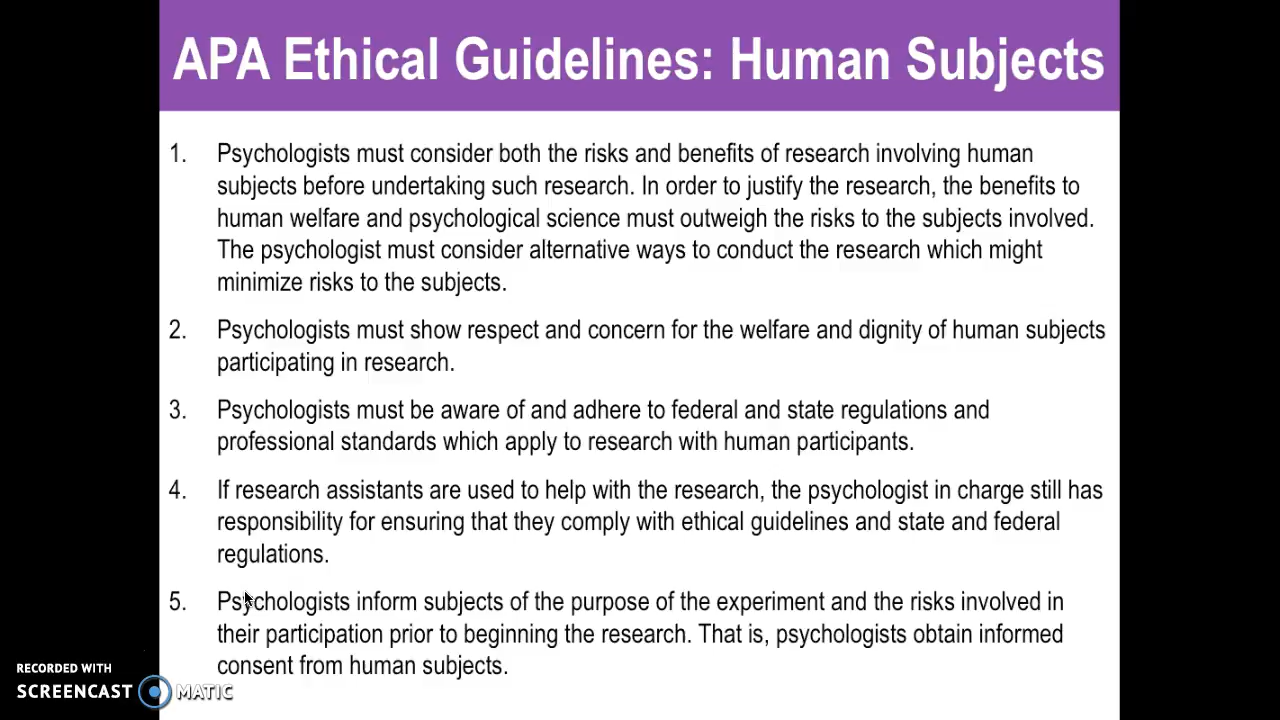 APA Ethical Guidelines: Human Subjects
1. Psychologists must consider both the risks and benefits of research involving human
subjects before undertaking such research. In order to justify the research, the benefits to
human welfare and psychological science must outweigh the risks to the subjects involved.
The psychologist must consider alternative ways to conduct the research which might
minimize risks to the subjects.
2. Psychologists must show respect and concern for the welfare and dignity of human subjects
participating in research.
3. Psychologists must be aware of and adhere to federal and state regulations and
professional standards which apply to research with human participants.
4. If research assistants are used to help with the research, the psychologist in charge still has
responsibility for ensuring that they comply with ethical guidelines and state and federal
regulations.
5. Psychologists inform subjects of the purpose of the experiment and the risks involved in
their participation prior to beginning the research. That is, psychologists obtain informed
consent from human subjects.
RECORDED WITH
SCREENCAST MATIC